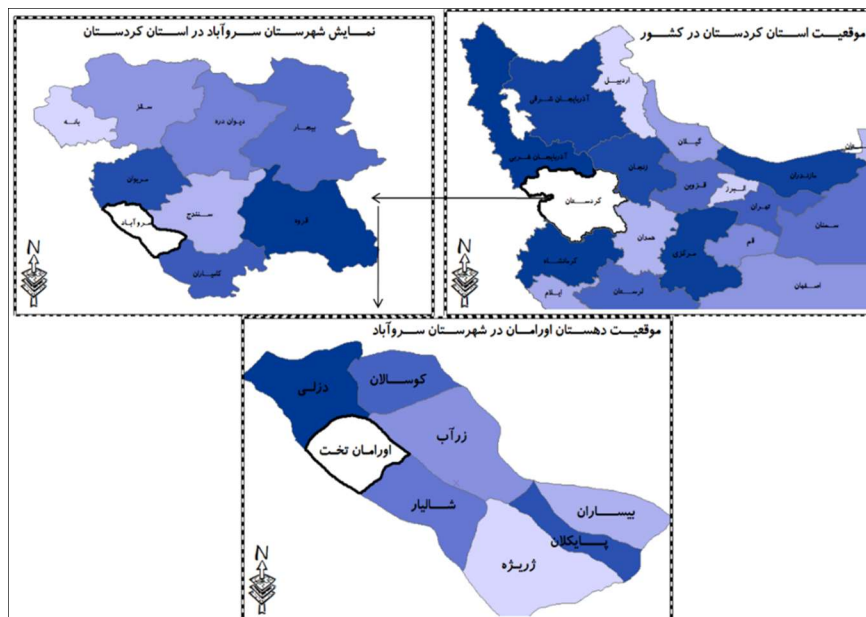 موقعیت استان کردستان در کشور
اردبیل
آذربایجان شرقی
گیلان
آذربایجان غربی
زنجان
مازندران
قزوین
البرز
تهران
کردستان
سمنان
همدان
قم
مرکزی
کرمانشاه
اصفهان
لرستان
ایلام
نمایش شهرستان سروآباد در استان کردستان
سقز
بانه
دیوان دره
بیجار
مریوان
سنندج
سروآباد
قروه
کامیاران
N
N
موقعیت دهستان اورامان در شهرستان سروآباد
دزلی
کوسالان
زرآب
اورامان تخت
شالیار
بیساران
پایکلان
ژریژه
N